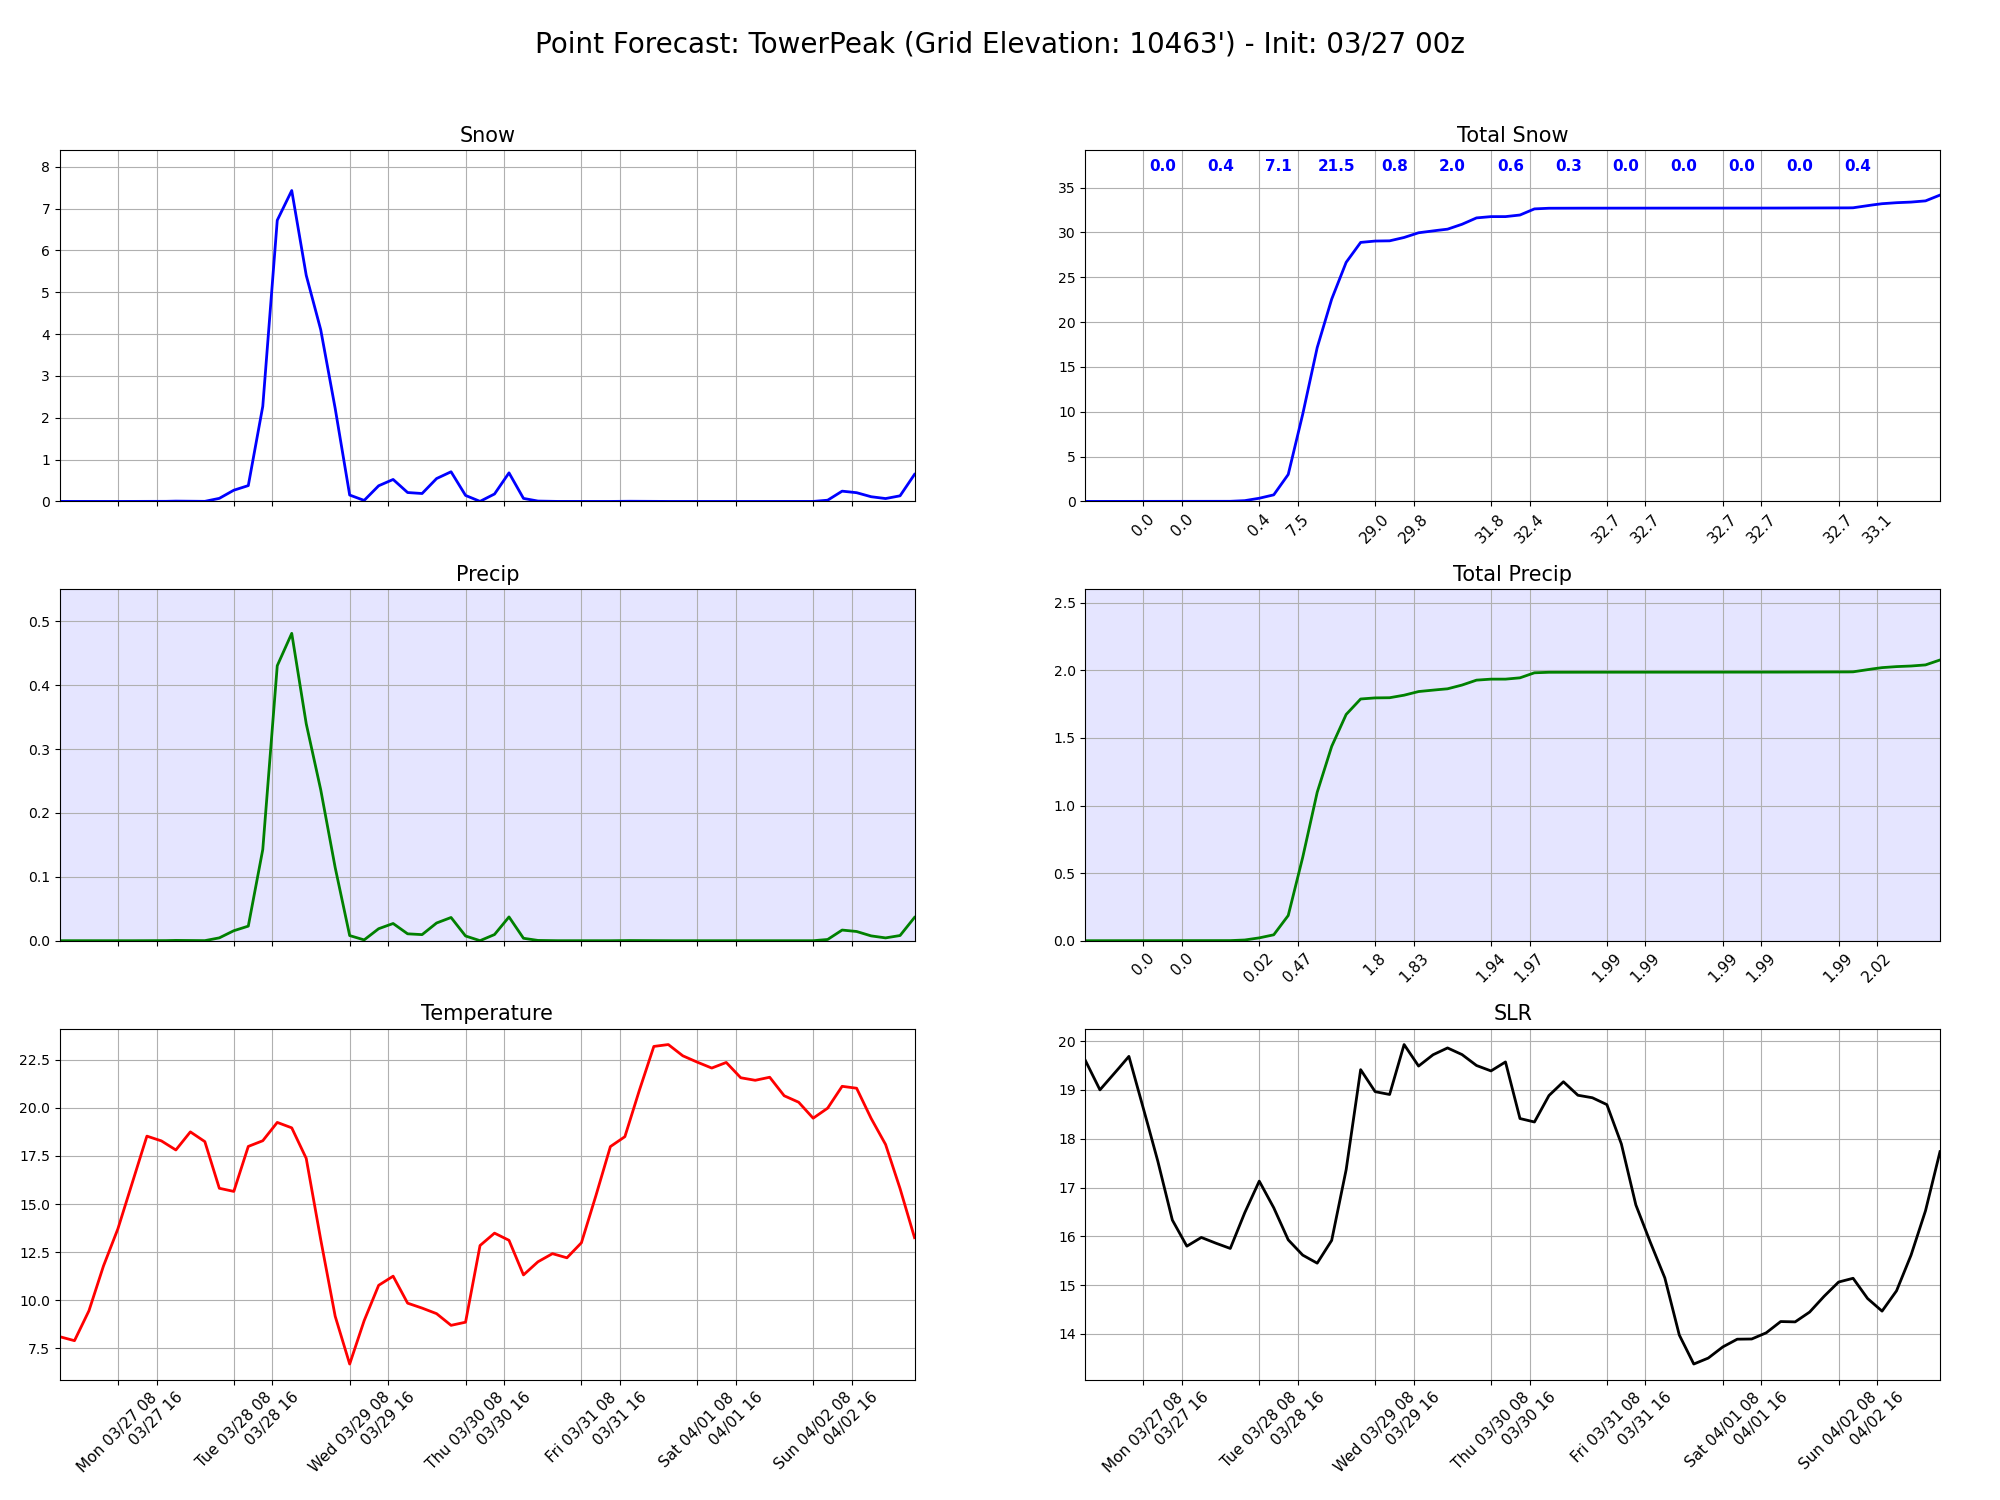 Point Forecast: TowerPeak (Grid Elevation: 10463') - Init: 03/27 00z
Snow
8
7
6
5
4
3
2
1
0
Total Snow
0.0 0.4 7.1 21.5 0.8 2.0 0.6 0.3 0.0 0.0 0.0 0.0 0.4
35
30
25
20
15
10
5
0
0.0 0.0 0.4 7.5 29.0 29.8 31.8 32.4 32.7 32.7 32.7 32.7 32.7 33.1
Precip
0.5
0.4
0.3
0.2
0.1
0.0
Total Precip
2.5
2.0
1.5
1.0
0.5
0.0
0.0 0.0 0.02 0.47 1.8 1.83 1.94 1.97 1.99 1.99 1.99 1.99 1.99 2.02
Temperature
22.5
20.0
17.5
15.0
12.5
10.0
7.5
Mon 03/27 08
03/27 16
Tue 03/28 08
03/28 16
Wed 03/29 08
03/29 16
Thu 03/30 08
03/30 16
Fri 03/31 08
03/31 16
Sat 04/01 08
04/01 16
Sun 04/02 08
04/02 16
SLR
20
19
18
17
16
15
14
Mon 03/27 08
03/27 16
Tue 03/28 08
03/28 16
Wed 03/29 08
03/29 16
Thu 03/30 08
03/30 16
Fri 03/31 08
03/31 16
Sat 04/01 08
04/01 16
Sun 04/02 08
04/02 16